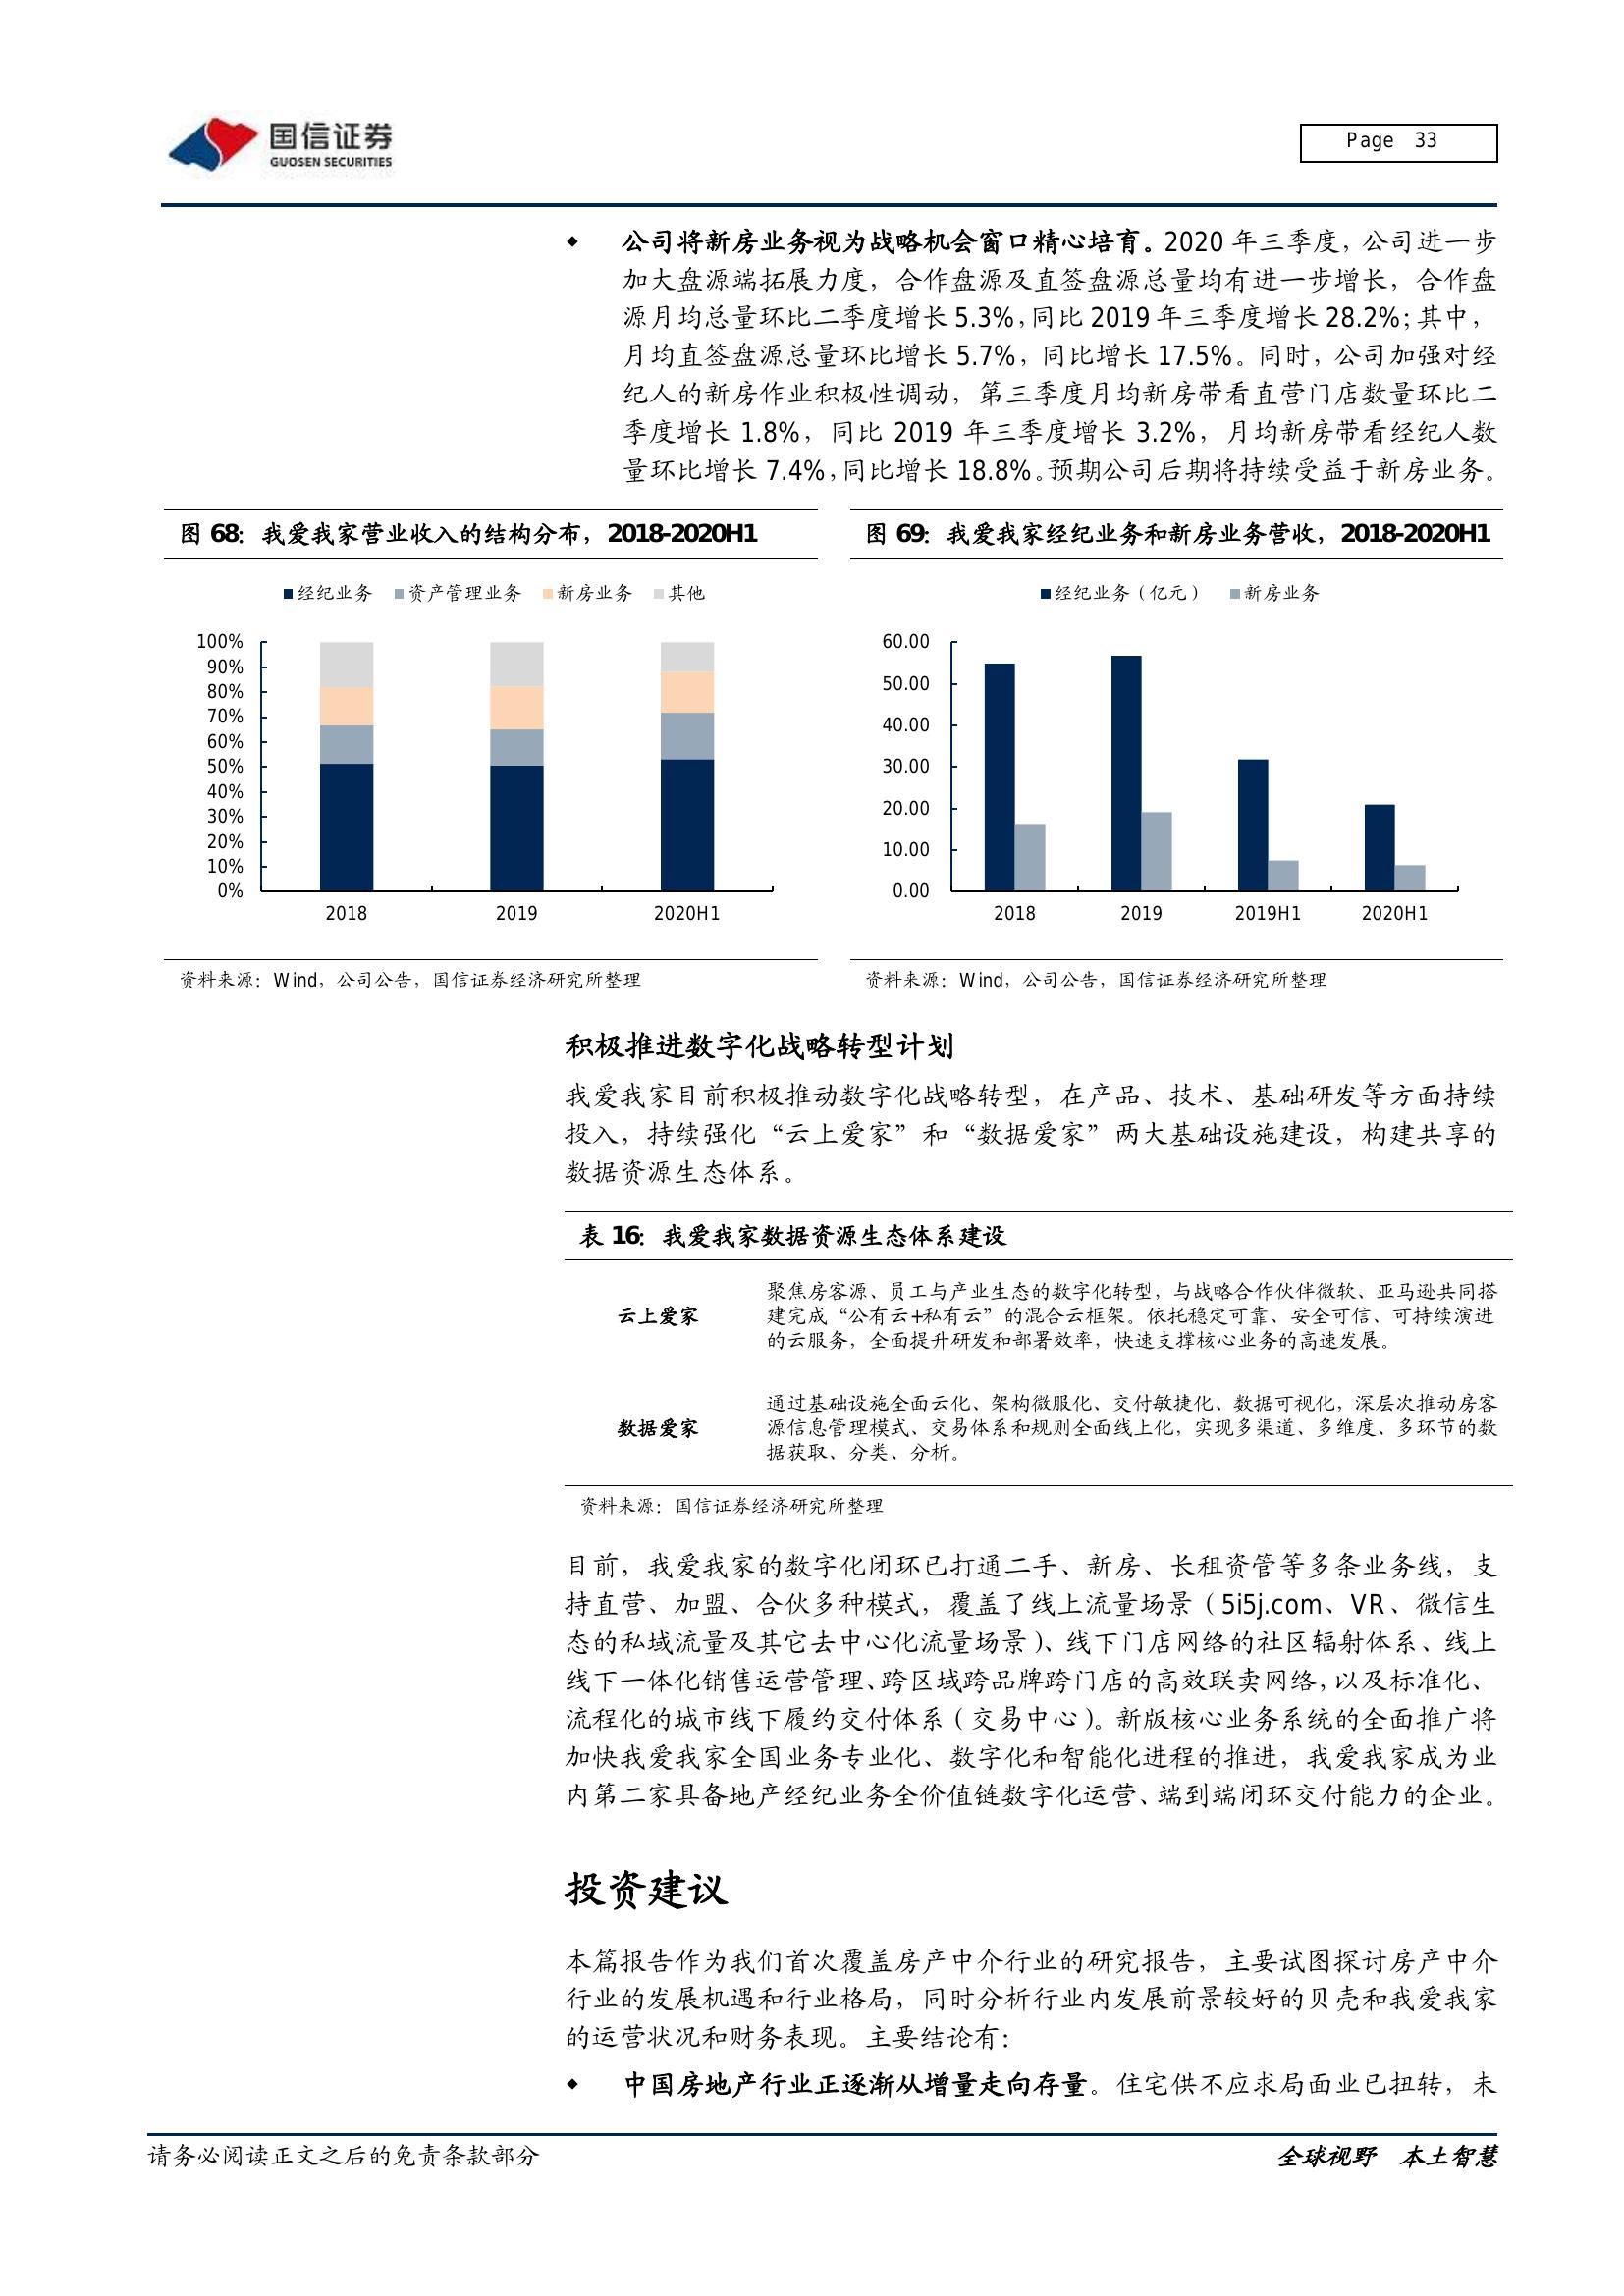 国信证券
GUOSEN SECURITIES
Page 33
◆ 公司将新房业务视为战略机会窗口精心培育。2020 年三季度，公司进一步
加大盘源端拓展力度，合作盘源及直签盘源总量均有进一步增长，合作盘
源月均总量环比二季度增长 5.3%，同比 2019 年三季度增长 28.2%；其中，
月均直签盘源总量环比增长 5.7%，同比增长 17.5%。同时，公司加强对经
纪人的新房作业积极性调动，第三季度月均新房带看直营门店数量环比二
季度增长 1.8%，同比 2019 年三季度增长 3.2%，月均新房带看经纪人数
量环比增长 7.4%，同比增长 18.8%。预期公司后期将持续受益于新房业务。
图 68：我爱我家营业收入的结构分布，2018-2020H1
经纪业务 资产管理业务 新房业务 其他
100%
90%
80%
70%
60%
50%
40%
30%
20%
10%
0%
2018 2019 2020H1
资料来源：Wind，公司公告，国信证券经济研究所整理
图 69：我爱我家经纪业务和新房业务营收，2018-2020H1
经纪业务（亿元） 新房业务
60.00
50.00
40.00
30.00
20.00
10.00
0.00
2018 2019 2019H1 2020H1
资料来源：Wind，公司公告，国信证券经济研究所整理
积极推进数字化战略转型计划
我爱我家目前积极推动数字化战略转型，在产品、技术、基础研发等方面持续
投入，持续强化“云上爱家”和“数据爱家”两大基础设施建设，构建共享的
数据资源生态体系。
表 16：我爱我家数据资源生态体系建设
云上爱家
聚焦房客源、员工与产业生态的数字化转型，与战略合作伙伴微软、亚马逊共同搭
建完成“公有云+私有云”的混合云框架。依托稳定可靠、安全可信、可持续演进
的云服务，全面提升研发和部署效率，快速支撑核心业务的高速发展。
数据爱家
通过基础设施全面云化、架构微服化、交付敏捷化、数据可视化，深层次推动房客
源信息管理模式、交易体系和规则全面线上化，实现多渠道、多维度、多环节的数
据获取、分类、分析。
资料来源：国信证券经济研究所整理
目前，我爱我家的数字化闭环已打通二手、新房、长租资管等多条业务线，支
持直营、加盟、合伙多种模式，覆盖了线上流量场景（5i5j.com、VR、微信生
态的私域流量及其它去中心化流量场景）、线下门店网络的社区辐射体系、线上
线下一体化销售运营管理、跨区域跨品牌跨门店的高效联卖网络，以及标准化、
流程化的城市线下履约交付体系（交易中心）。新版核心业务系统的全面推广将
加快我爱我家全国业务专业化、数字化和智能化进程的推进，我爱我家成为业
内第二家具备地产经纪业务全价值链数字化运营、端到端闭环交付能力的企业。
投资建议
本篇报告作为我们首次覆盖房产中介行业的研究报告，主要试图探讨房产中介
行业的发展机遇和行业格局，同时分析行业内发展前景较好的贝壳和我爱我家
的运营状况和财务表现。主要结论有：
◆ 中国房地产行业正逐渐从增量走向存量。住宅供不应求局面业已扭转，未
请务必阅读正文之后的免责条款部分
全球视野 本土智慧